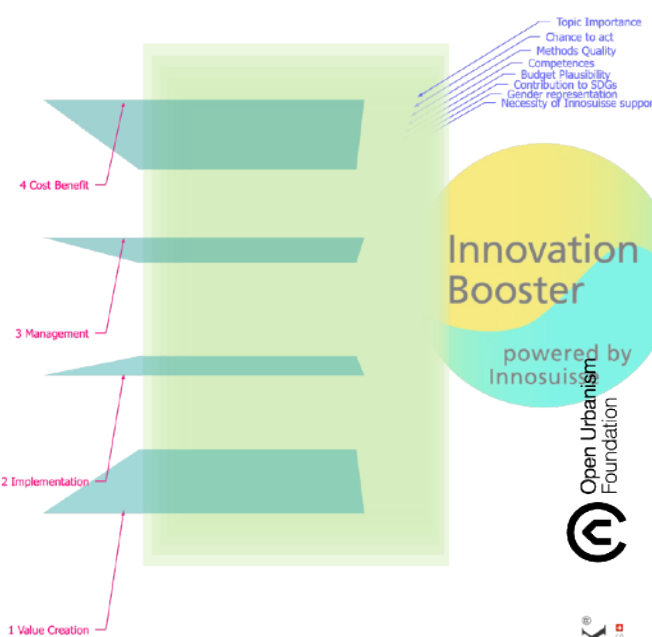 Topic Importance
Chance to act
Methods Quality
Competences
Budget Plausibility
Contribution to SDGs
Gender representation
Necessity of Innosuisse support
4 Cost Benefit
3 Management
2 Implementation
1 Value Creation
Innovation
Booster
powered by
Innosuisse
Open Urbanism
Foundation